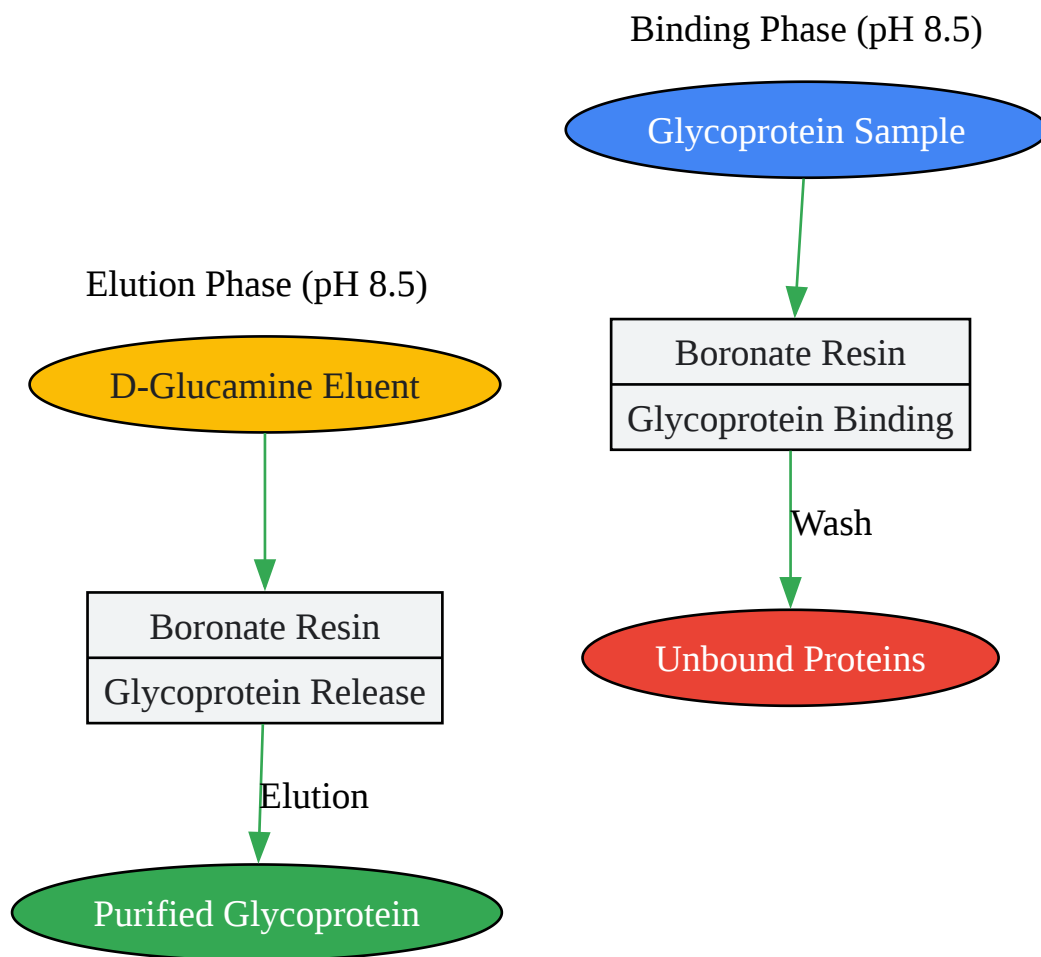 Binding Phase (pH 8.5)
Glycoprotein Sample
Boronate Resin
Glycoprotein Binding
Wash
Unbound Proteins
Elution Phase (pH 8.5)
D-Glucamine Eluent
Boronate Resin
Glycoprotein Release
Elution
Purified Glycoprotein